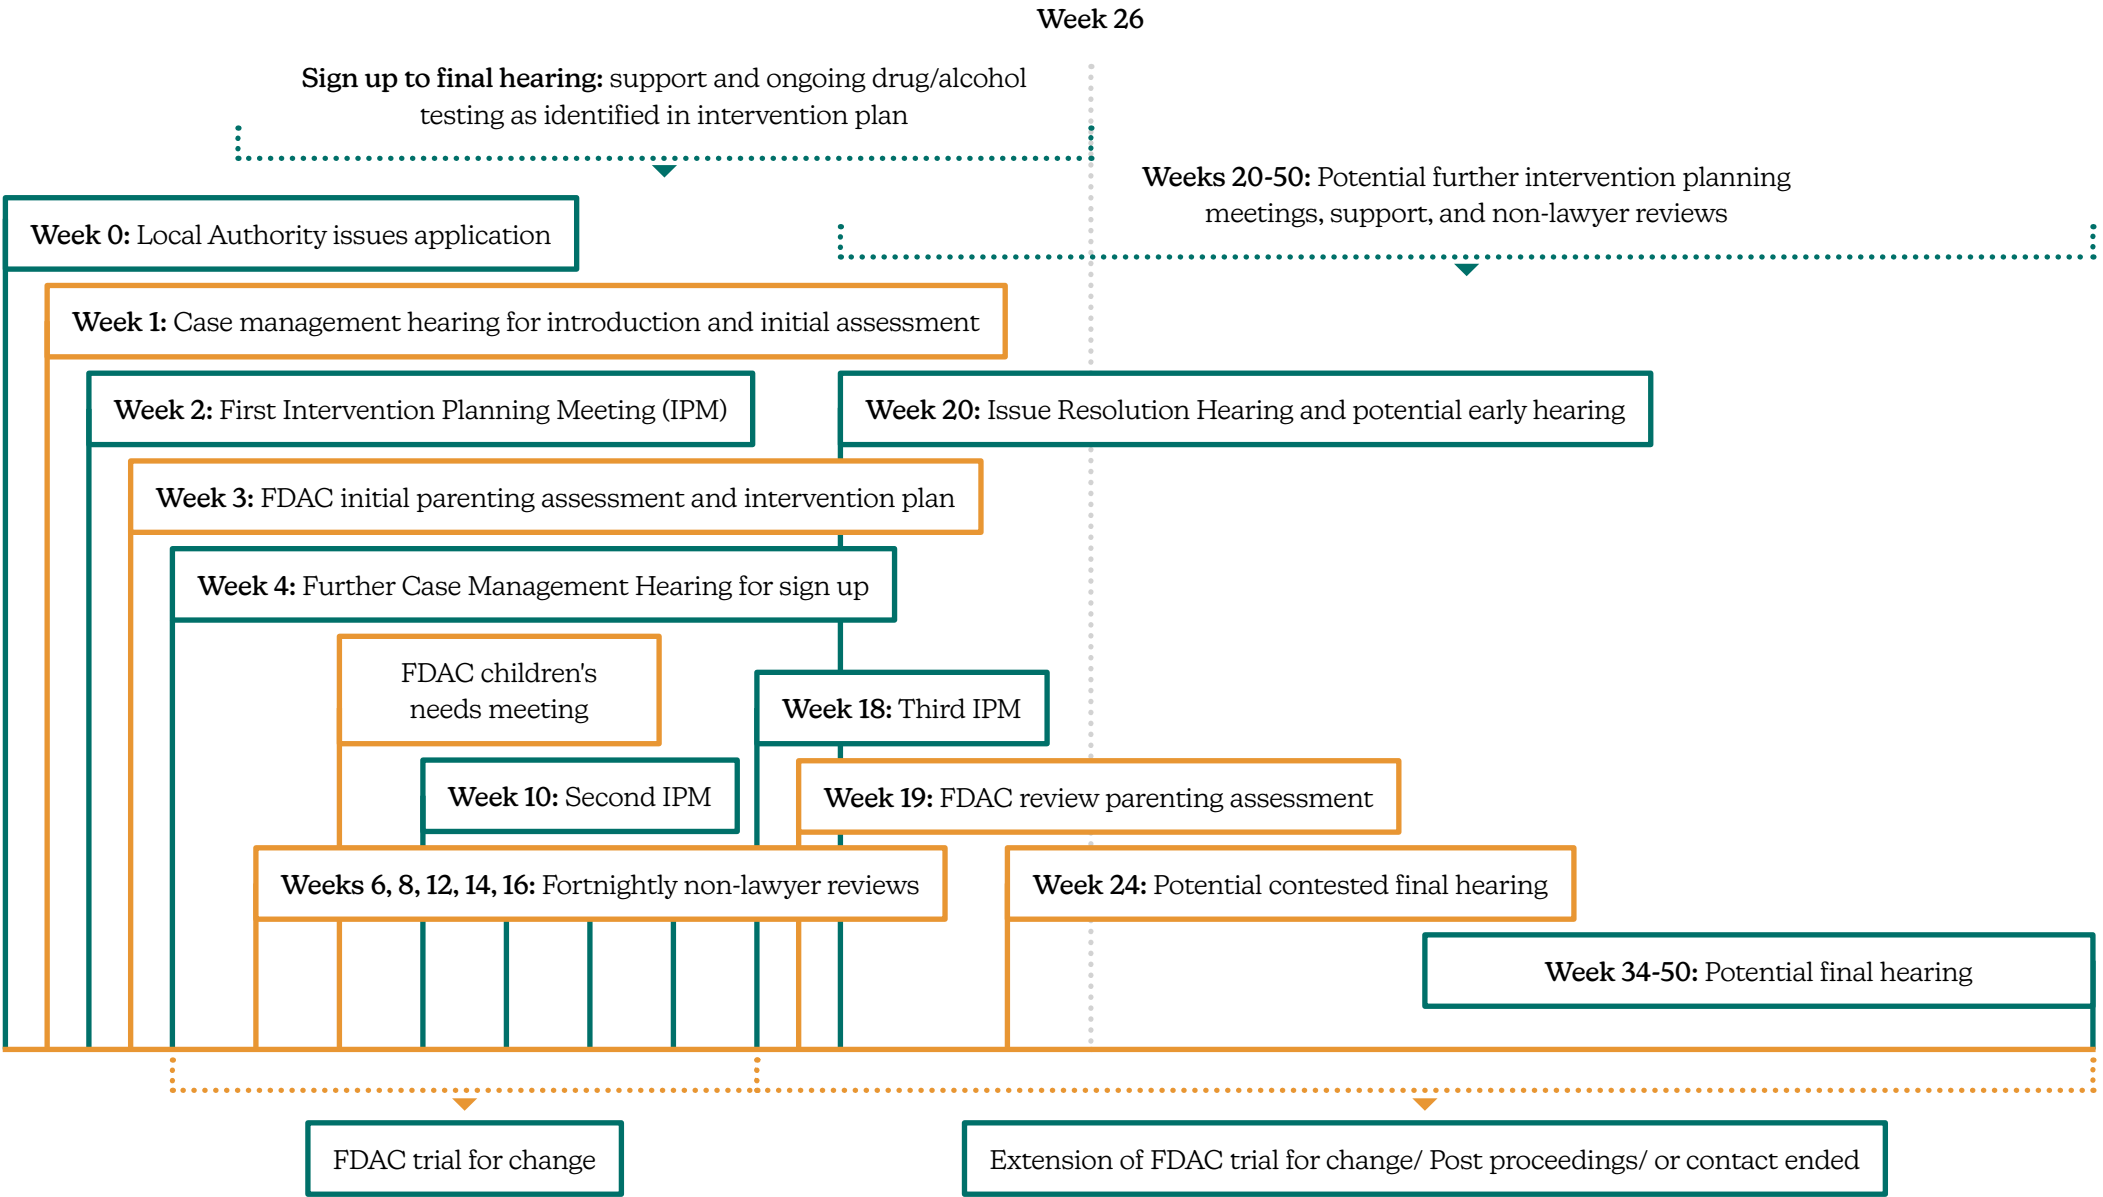 Week 26
Sign up to final hearing: support and ongoing drug/alcohol
testing as identified in intervention plan
Weeks 20-50: Potential further intervention planning
meetings, support, and non-lawyer reviews
Week 0: Local Authority issues application
Week 1: Case management hearing for introduction and initial assessment
Week 2: First Intervention Planning Meeting (IPM)
Week 20: Issue Resolution Hearing and potential early hearing
Week 3: FDAC initial parenting assessment and intervention plan
Week 4: Further Case Management Hearing for sign up
FDAC children's
needs meeting
Week 18: Third IPM
Week 10: Second IPM
Week 19: FDAC review parenting assessment
Weeks 6, 8, 12, 14, 16: Fortnightly non-lawyer reviews
Week 24: Potential contested final hearing
Week 34-50: Potential final hearing
FDAC trial for change
Extension of FDAC trial for change/ Post proceedings/ or contact ended